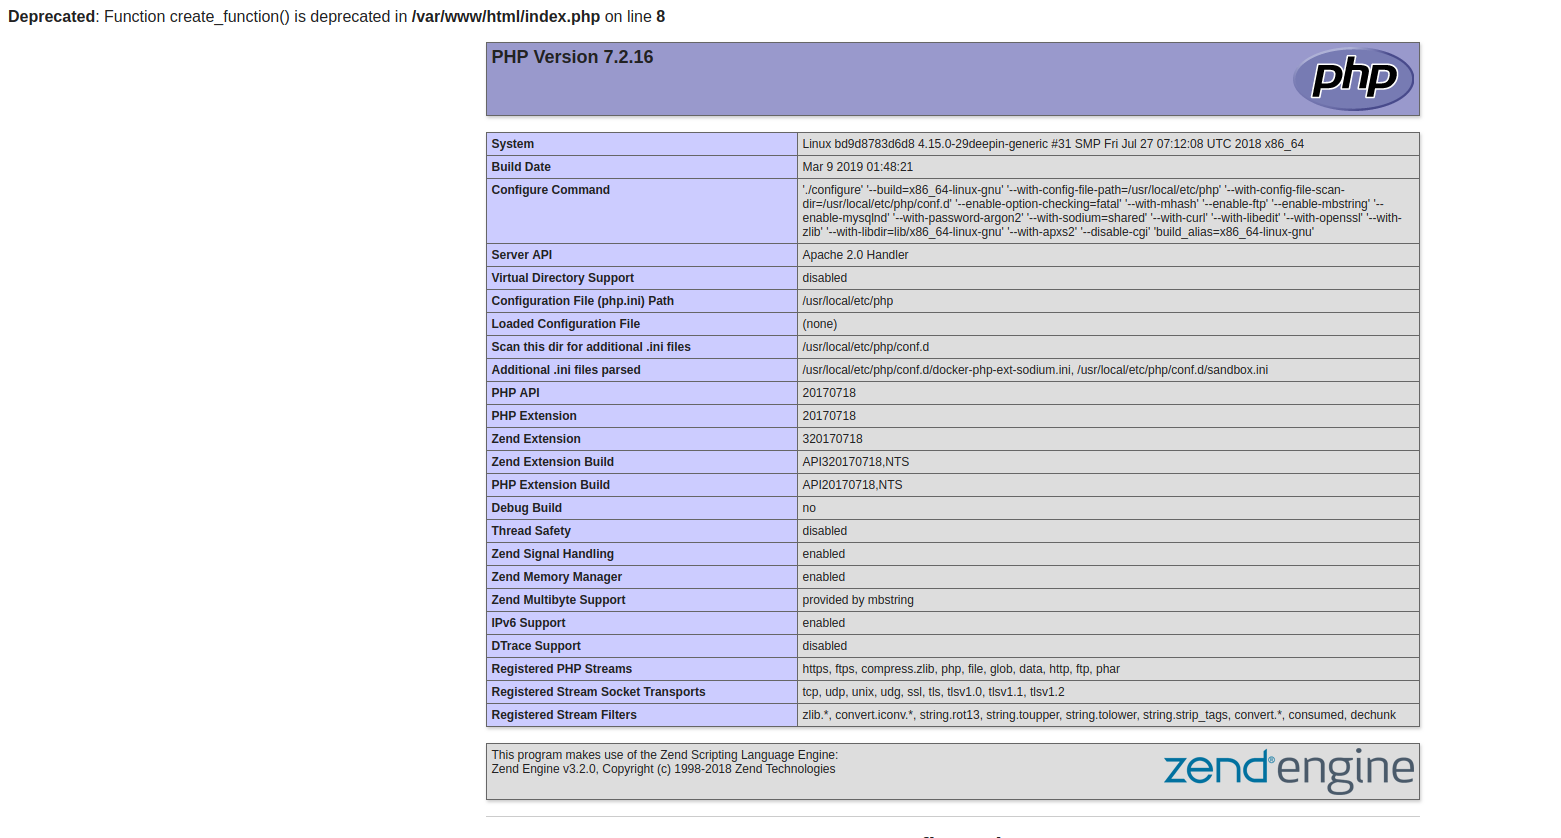 Deprecated: Function create_function() is deprecated in /var/www/html/index.php on line 8
PHP Version 7.2.16
php
System Linux bd9d8783d6d8 4.15.0-29deepin-generic #31 SMP Fri Jul 27 07:12:08 UTC 2018 x86_64
Build Date Mar 9 2019 01:48:21
Configure Command './configure' '--build=x86_64-linux-gnu' '--with-config-file-path=/usr/local/etc/php' '--with-config-file-scan-
dir=/usr/local/etc/php/conf.d' '--enable-option-checking=fatal' '--with-mhash' '--enable-ftp' '--enable-mbstring' '--
enable-mysqlnd' '--with-password-argon2' '--with-sodium=shared' '--with-curl' '--with-libedit' '--with-openssl' '--with-
zlib' '--with-libdir=lib/x86_64-linux-gnu' '--with-apxs2' '--disable-cgi' 'build_alias=x86_64-linux-gnu'
Server API Apache 2.0 Handler
Virtual Directory Support disabled
Configuration File (php.ini) Path /usr/local/etc/php
Loaded Configuration File (none)
Scan this dir for additional .ini files /usr/local/etc/php/conf.d
Additional .ini files parsed /usr/local/etc/php/conf.d/docker-php-ext-sodium.ini, /usr/local/etc/php/conf.d/sandbox.ini
PHP API 20170718
PHP Extension 20170718
Zend Extension 320170718
Zend Extension Build API320170718,NTS
PHP Extension Build API20170718,NTS
Debug Build no
Thread Safety disabled
Zend Signal Handling enabled
Zend Memory Manager enabled
Zend Multibyte Support provided by mbstring
IPv6 Support enabled
DTrace Support disabled
Registered PHP Streams https, ftps, compress.zlib, php, file, glob, data, http, ftp, phar
Registered Stream Socket Transports tcp, udp, unix, udg, ssl, tls, tlsv1.0, tlsv1.1, tlsv1.2
Registered Stream Filters zlib.*, convert.iconv.*, string.rot13, string.toupper, string.tolower, string.strip_tags, convert.*, consumed, dechunk
This program makes use of the Zend Scripting Language Engine:
Zend Engine v3.2.0, Copyright (c) 1998-2018 Zend Technologies
zend®engine